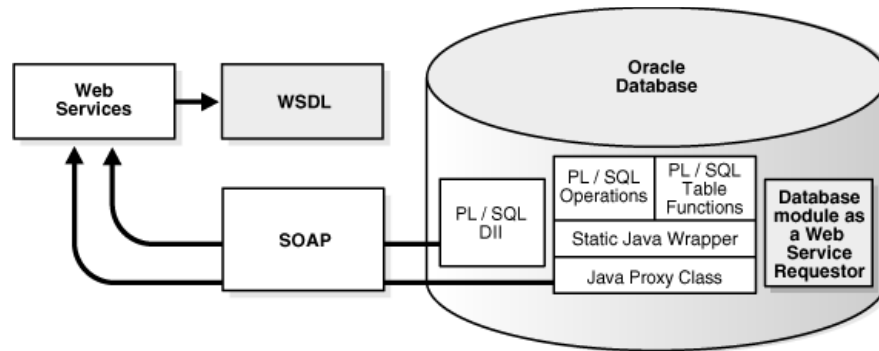 Oracle
Database
Web
Services
WSDL
SOAP
PL / SQL
DII
PL / SQL
Operations
PL / SQL
Table
Functions
Static Java Wrapper
Java Proxy Class
Database
module as
a Web
Service
Requestor